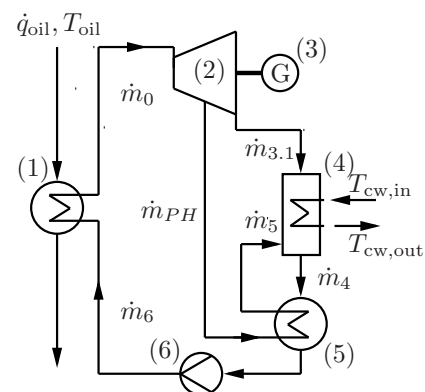 q̇_oil, T_oil
(3)
(2)
G
ṁ_0
ṁ_3.1
(4)
(1)
T_cw,in
ṁ_PH
ṁ_5
T_cw,out
ṁ_4
ṁ_6
(6)
(5)